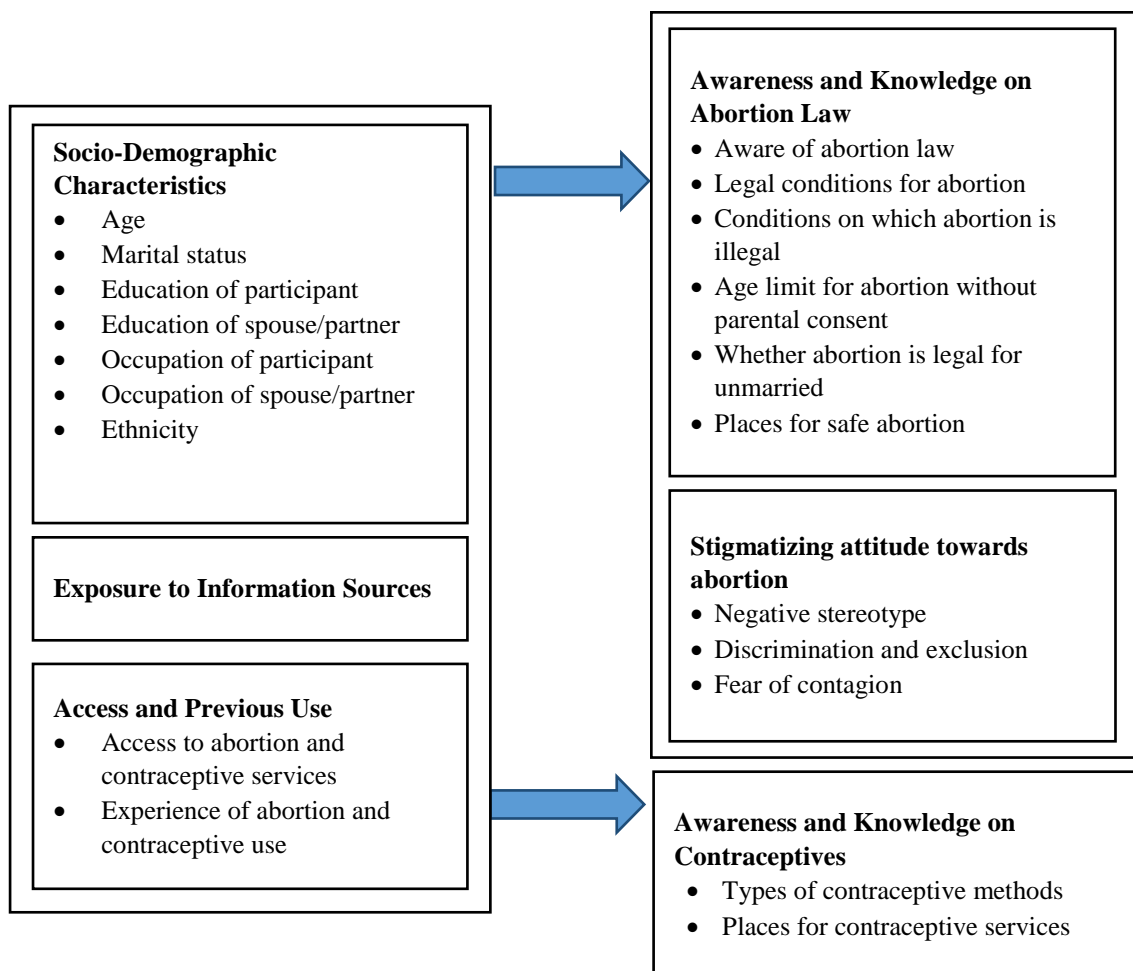 Socio-Demographic
Characteristics
• Age
• Marital status
• Education of participant
• Education of spouse/partner
• Occupation of participant
• Occupation of spouse/partner
• Ethnicity
Exposure to Information Sources
Access and Previous Use
• Access to abortion and
contraceptive services
• Experience of abortion and
contraceptive use
Awareness and Knowledge on
Abortion Law
• Aware of abortion law
• Legal conditions for abortion
• Conditions on which abortion is
illegal
• Age limit for abortion without
parental consent
• Whether abortion is legal for
unmarried
• Places for safe abortion
Stigmatizing attitude towards
abortion
• Negative stereotype
• Discrimination and exclusion
• Fear of contagion
Awareness and Knowledge on
Contraceptives
• Types of contraceptive methods
• Places for contraceptive services